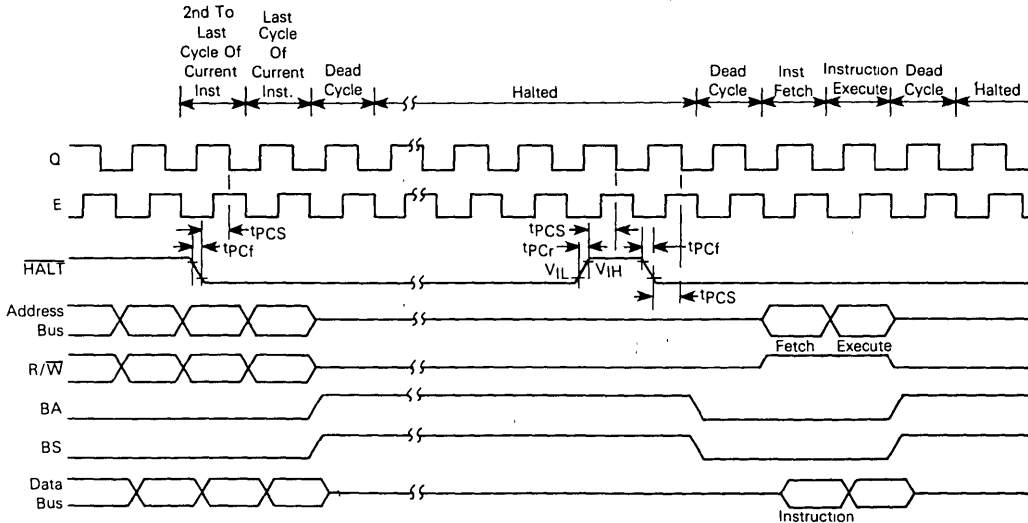 2nd To
Last
Cycle Of
Current
Inst
Last
Cycle
Of
Current
Inst.
Dead
Cycle
Halted
Dead
Cycle
Inst
Fetch
Instruction
Execute
Dead
Cycle
Halted
Q
E
tPCS
tPCf
tPCS
tPCr
tPCf
HALT
VIL
VIH
tPCS
Address
Bus
Fetch
Execute
R/W
BA
BS
Data
Bus
Instruction